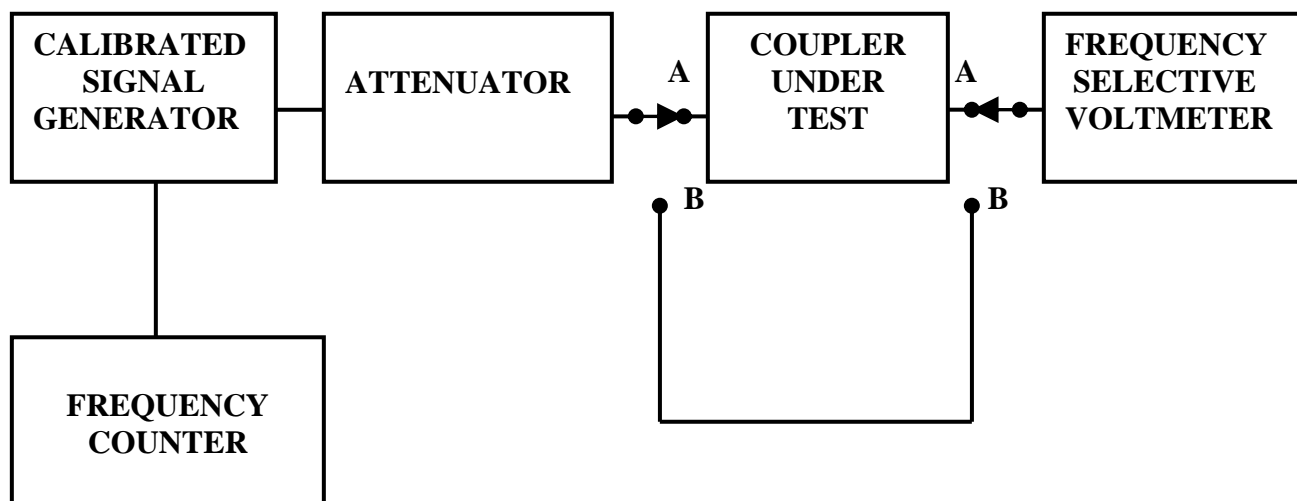 CALIBRATED
SIGNAL
GENERATOR
ATTENUATOR
A
COUPLER
UNDER
TEST
A
FREQUENCY
SELECTIVE
VOLTMETER
B
B
FREQUENCY
COUNTER